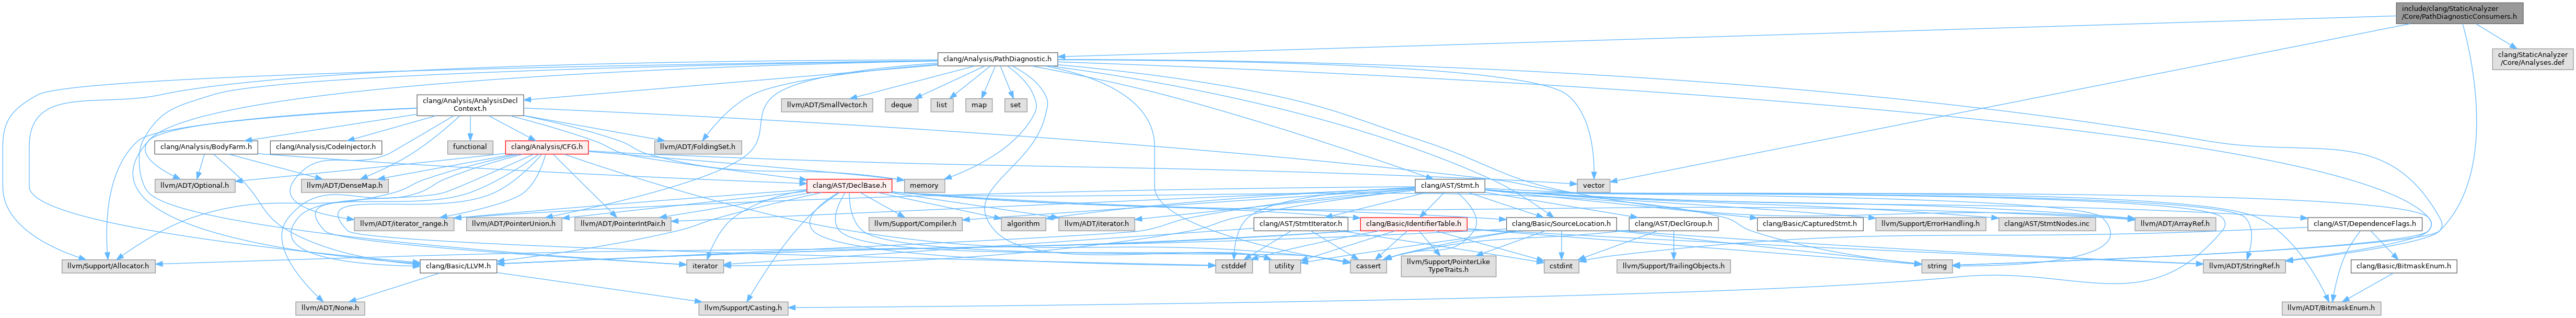 include/clang/StaticAnalyzer
/Core/PathDiagnosticConsumers.h
clang/Analysis/PathDiagnostic.h
clang/StaticAnalyzer
/Core/Analyses.def
clang/Analysis/AnalysisDecl
Context.h
llvm/ADT/SmallVector.h
deque
list
map
set
clang/Analysis/BodyFarm.h
clang/Analysis/CodeInjector.h
functional
clang/Analysis/CFG.h
llvm/ADT/FoldingSet.h
llvm/ADT/Optional.h
llvm/ADT/DenseMap.h
clang/AST/DeclBase.h
memory
clang/AST/Stmt.h
vector
llvm/ADT/iterator_range.h
llvm/ADT/PointerUnion.h
llvm/ADT/PointerIntPair.h
llvm/Support/Compiler.h
algorithm
llvm/ADT/iterator.h
clang/AST/StmtIterator.h
clang/Basic/IdentifierTable.h
clang/Basic/SourceLocation.h
clang/AST/DeclGroup.h
clang/Basic/CapturedStmt.h
llvm/Support/ErrorHandling.h
clang/AST/StmtNodes.inc
llvm/ADT/ArrayRef.h
clang/AST/DependenceFlags.h
llvm/Support/Allocator.h
clang/Basic/LLVM.h
iterator
cstddef
utility
cassert
llvm/Support/PointerLike
TypeTraits.h
cstdint
llvm/Support/TrailingObjects.h
string
llvm/ADT/StringRef.h
clang/Basic/BitmaskEnum.h
llvm/ADT/None.h
llvm/Support/Casting.h
llvm/ADT/BitmaskEnum.h